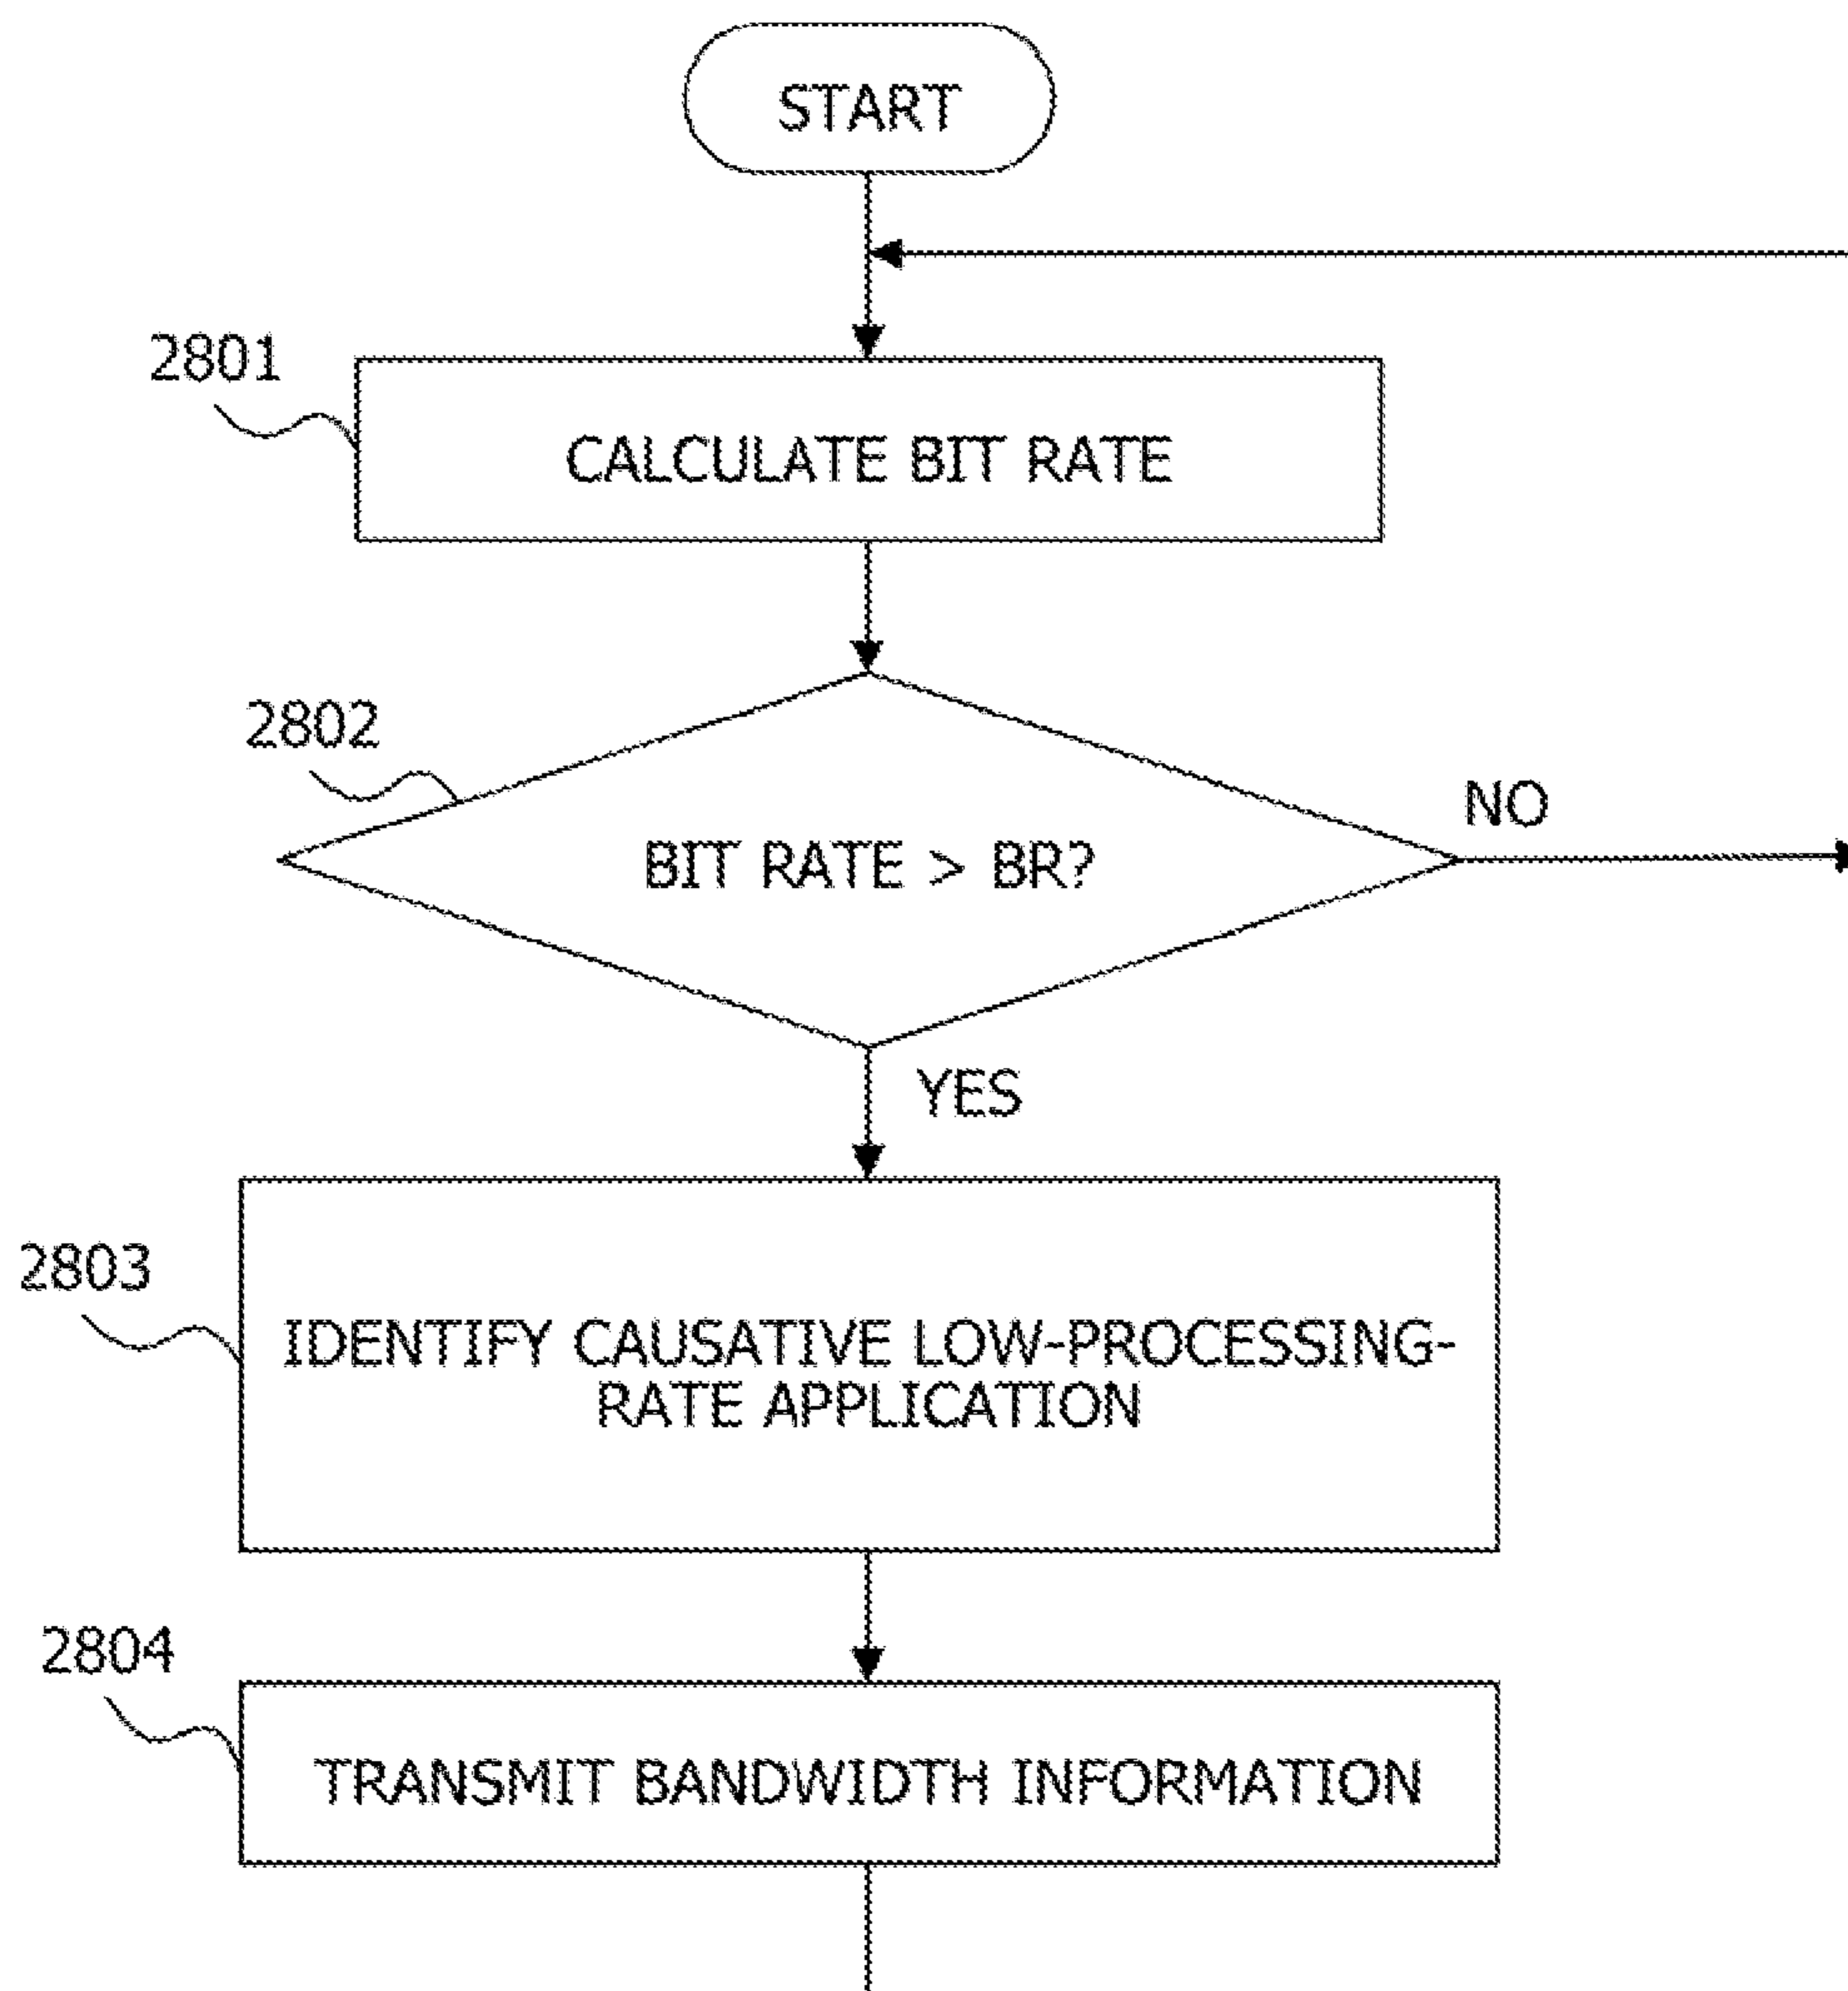 START
2801
CALCULATE BIT RATE
2802
BIT RATE > BR?
NO
YES
2803
IDENTIFY CAUSATIVE LOW-PROCESSING-
RATE APPLICATION
2804
TRANSMIT BANDWIDTH INFORMATION